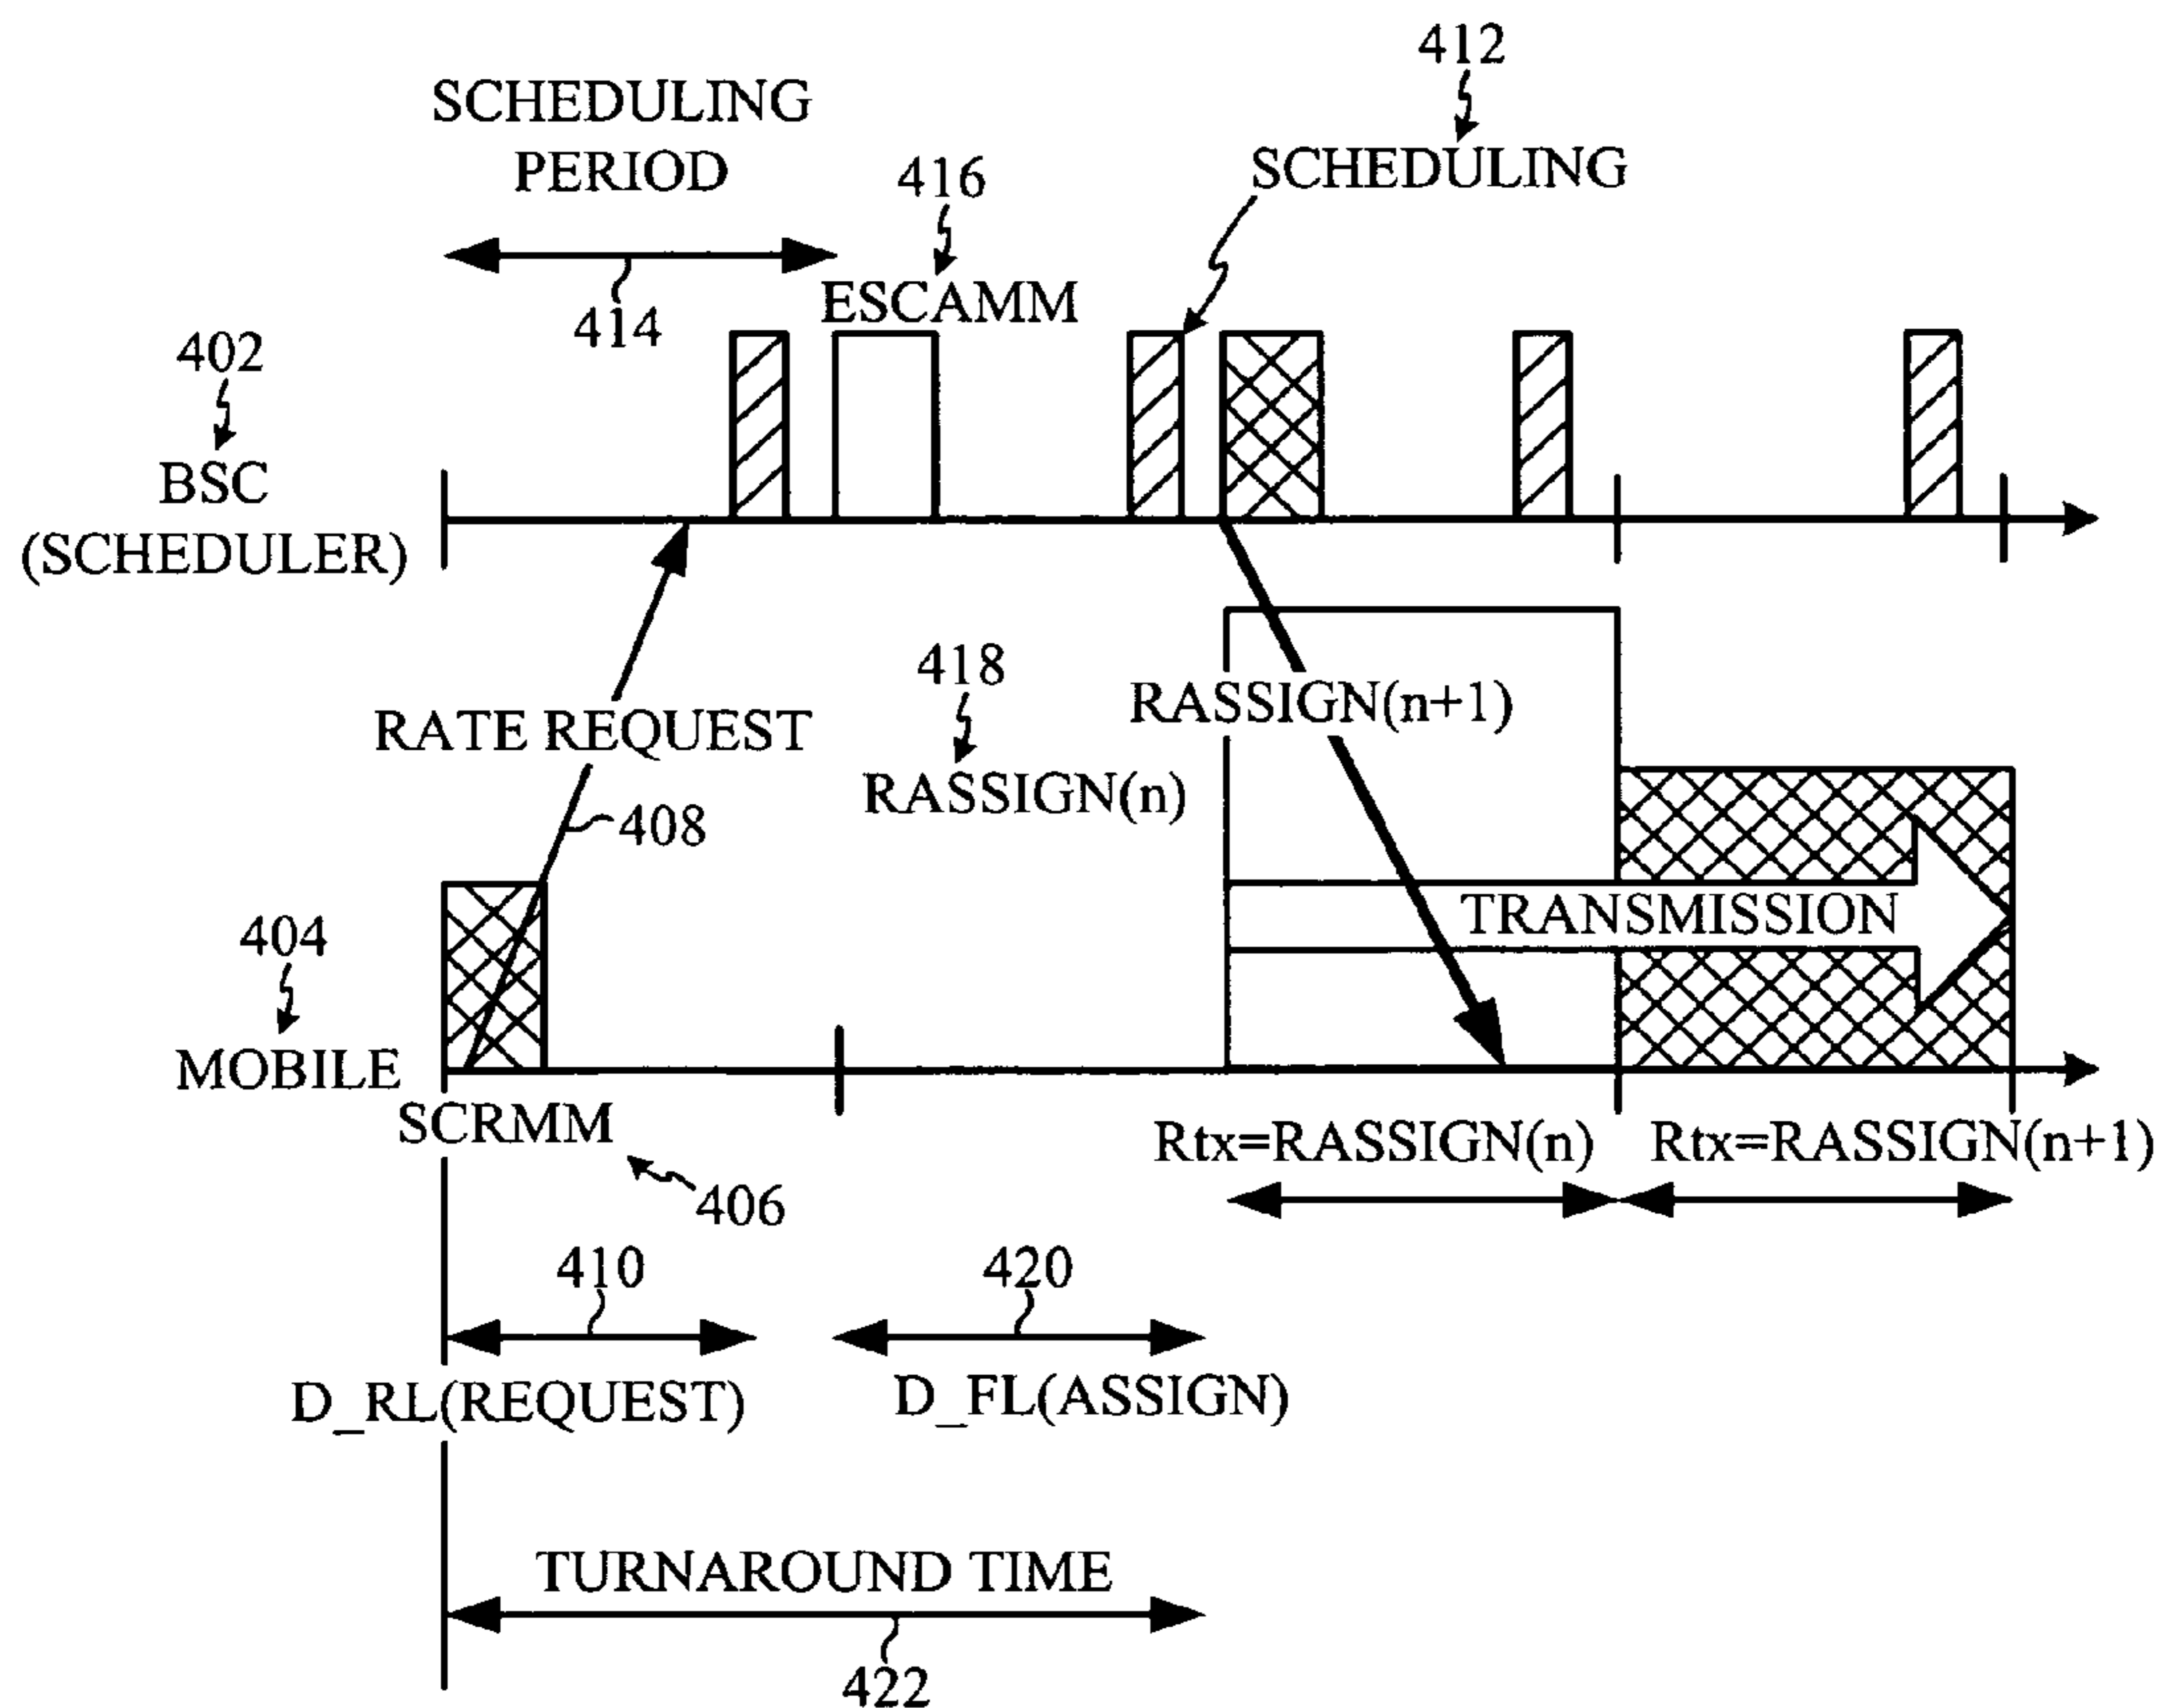 412
SCHEDULING
PERIOD
416
SCHEDULING
414
ESCAMM
402
BSC
(SCHEDULER)
418
RASSIGN(n+1)
RATE REQUEST
RASSIGN(n)
408
404
TRANSMISSION
MOBILE
SCRMM
406
Rtx=RASSIGN(n)
Rtx=RASSIGN(n+1)
410
420
D_RL(REQUEST)
D_FL(ASSIGN)
TURNAROUND TIME
422